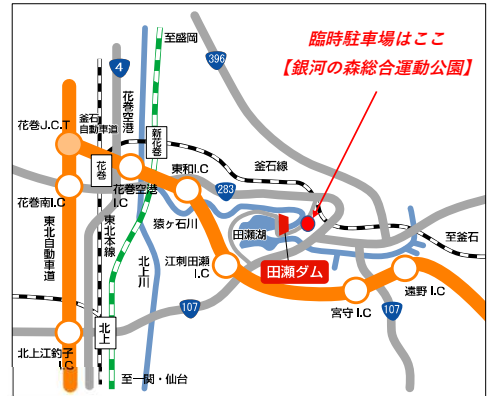 臨時駐車場はここ
【銀河の森総合運動公園】
至盛岡
396
4
花巻空港
釜石
自動車道
花巻J.C.T
新花巻
花巻
釜石線
東和I.C
花巻空港
I.C
283
花巻南I.C
東北自動車道
東北本線
猿ヶ石川
北上川
田瀬湖
至釜石
田瀬ダム
江刺田瀬
I.C
遠野I.C
宮守I.C
107
107
北上
北上江釣子
I.C
至一関・仙台